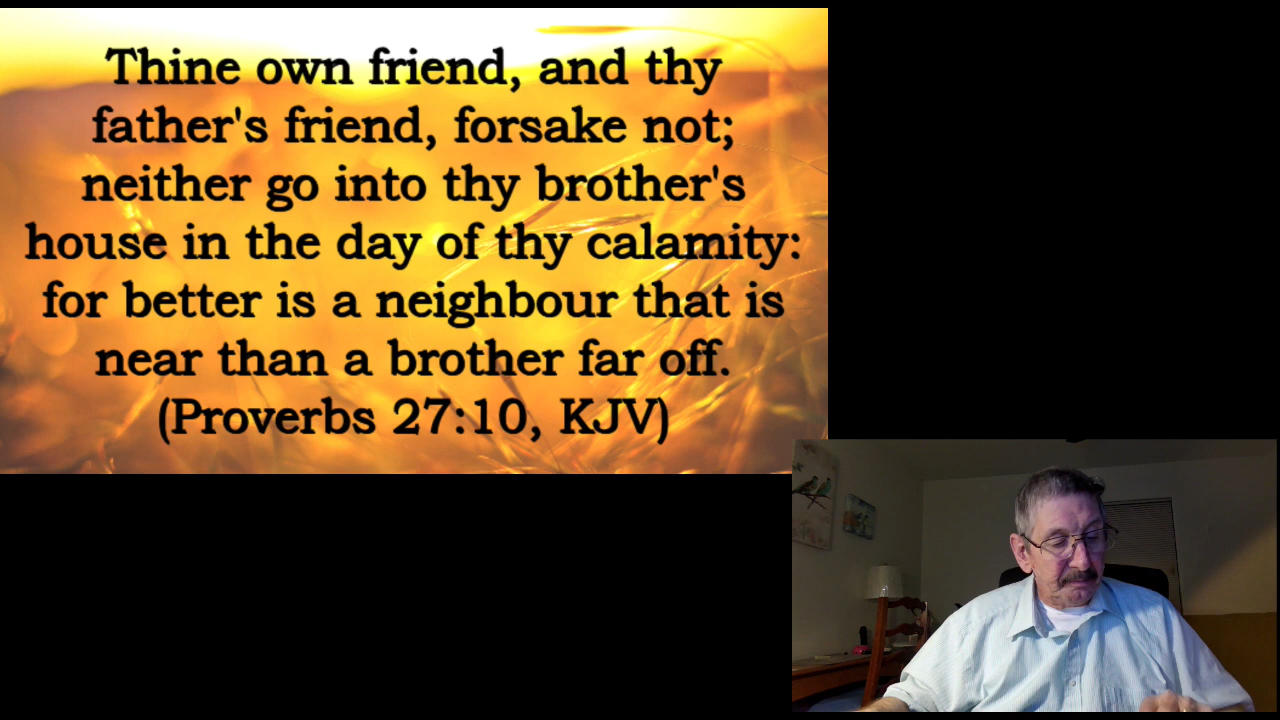 Thine own friend, and thy
father's friend, forsake not;
neither go into thy brother's
house in the day of thy calamity:
for better is a neighbour that is
near than a brother far off.
(Proverbs 27:10, KJV)